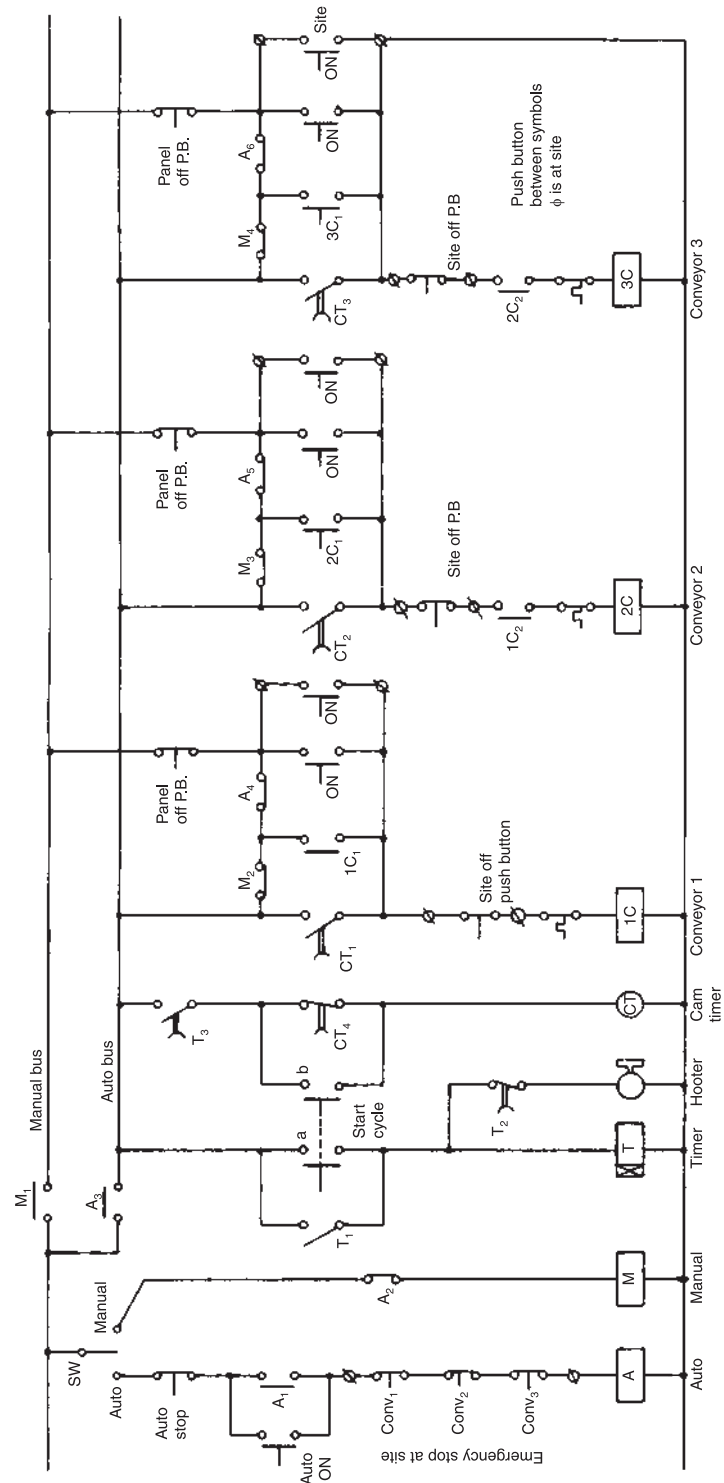 Manual bus
Auto bus
M1
A3
SW
Auto
Manual
Auto
stop
A1
Auto
ON
Conv1
Conv2
Conv3
Emergency stop at site
A
Auto
A2
M
Manual
T1
a
b
Start
cycle
T2
T
Timer
Hooter
T3
CT4
CT
Cam
timer
Panel
off P.B.
M2
A4
CT1
1C1
ON
ON
Site off
push button
1C
Conveyor 1
Panel
off P.B.
M3
A5
CT2
2C1
ON
ON
Site off P.B
1C2
2C
Conveyor 2
Panel
off P.B.
M4
A6
Site
CT3
3C1
ON
ON
Site off P.B
2C2
3C
Conveyor 3
Push button
between symbols
ϕ is at site